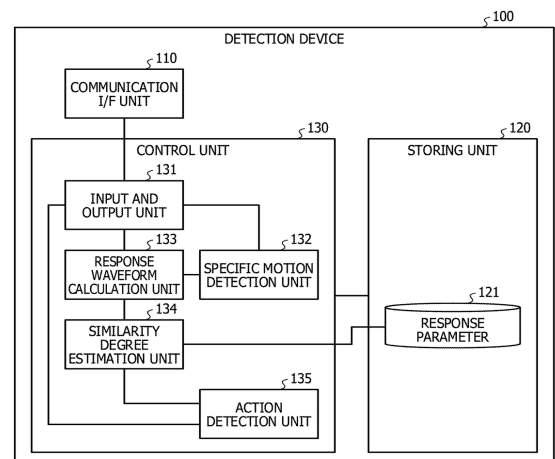 100
DETECTION DEVICE
110
COMMUNICATION
I/F UNIT
130
CONTROL UNIT
120
STORING UNIT
131
INPUT AND
OUTPUT UNIT
133
RESPONSE
WAVEFORM
CALCULATION UNIT
132
SPECIFIC MOTION
DETECTION UNIT
134
SIMILARITY
DEGREE
ESTIMATION UNIT
121
RESPONSE
PARAMETER
135
ACTION
DETECTION UNIT